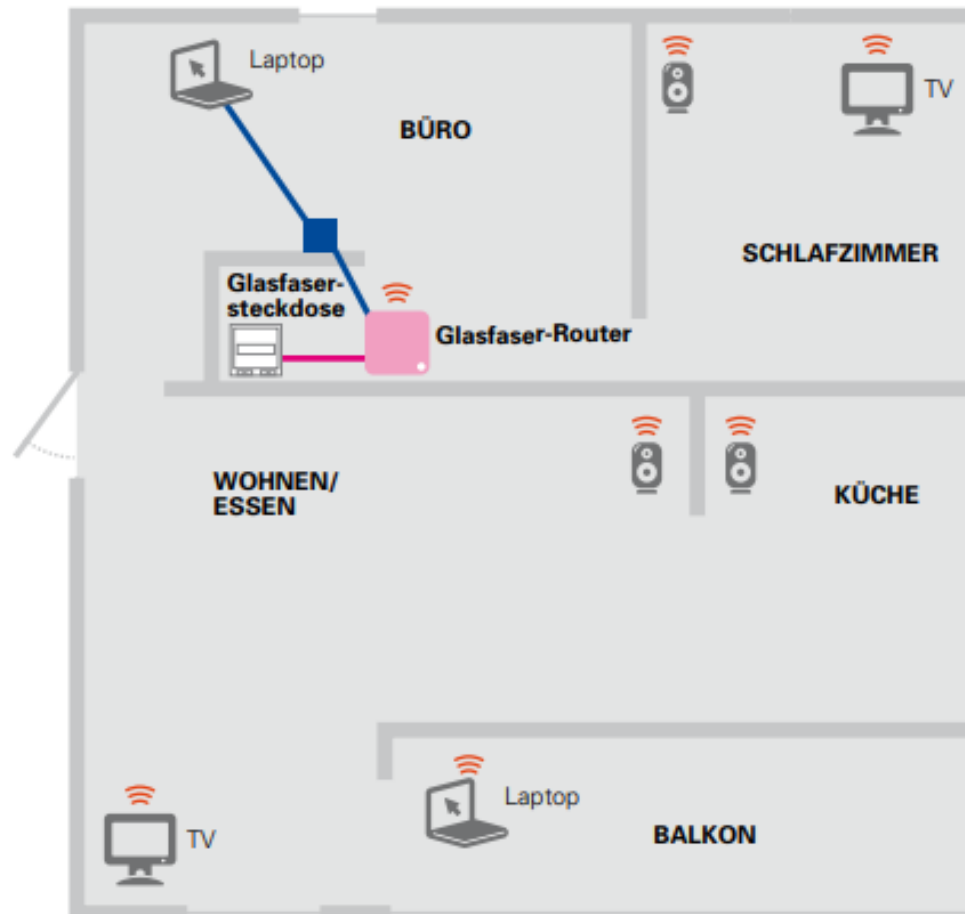 Laptop
TV
BÜRO
SCHLAFZIMMER
Glasfaser-
steckdose
Glasfaser-Router
WOHNEN/
ESSEN
KÜCHE
Laptop
TV
BALKON